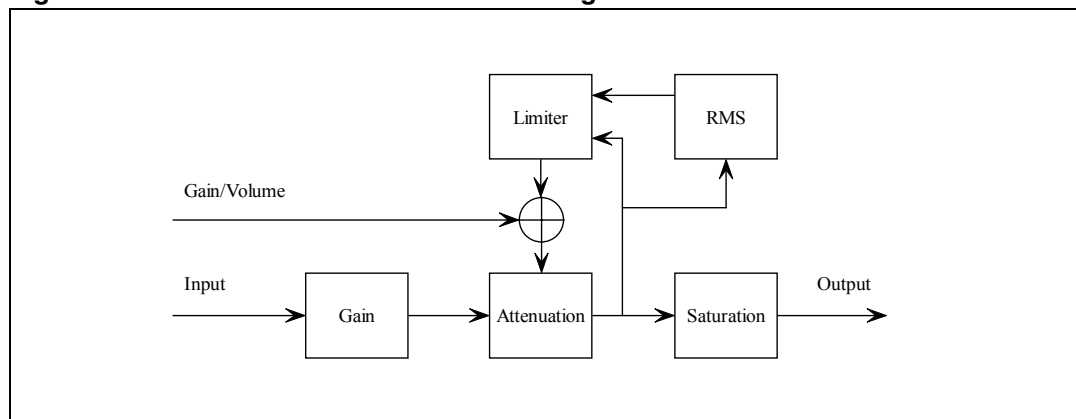 Limiter
RMS
Gain/Volume
Input
Output
Gain
Attenuation
Saturation